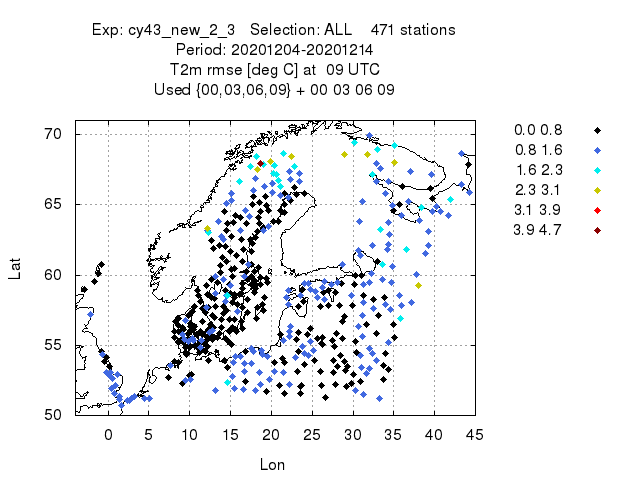 Exp: cy43_new_2_3 Selection: ALL 471 stations
Period: 20201204-20201214
T2m rmse [deg C] at 09 UTC
Used {00,03,06,09} + 00 03 06 09
70
65
60
55
50
Lat
0 5 10 15 20 25 30 35 40 45
Lon
0.0 0.8
0.8 1.6
1.6 2.3
2.3 3.1
3.1 3.9
3.9 4.7